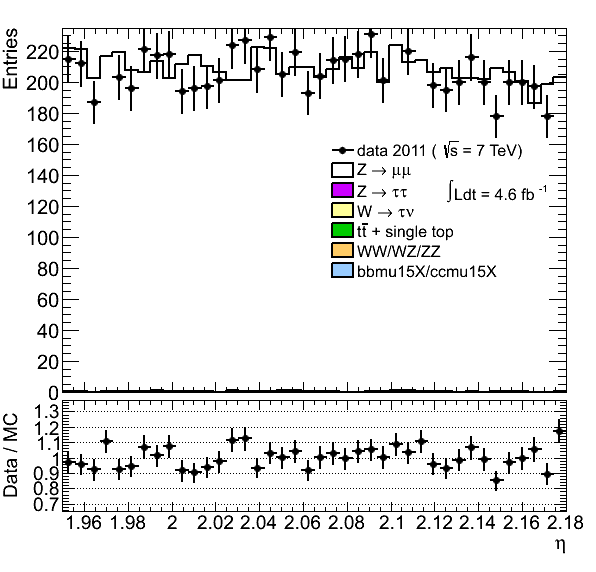 Entries
220
200
180
160
140
120
100
80
60
40
20
0
data 2011 ( √s = 7 TeV)
Z → μμ
Z → ττ
∫Ldt = 4.6 fb⁻¹
W → τν
tt̄ + single top
WW/WZ/ZZ
bbmu15X/ccmu15X
Data / MC
1.3
1.2
1.1
1
0.9
0.8
0.7
1.96 1.98 2 2.02 2.04 2.06 2.08 2.1 2.12 2.14 2.16 2.18
η